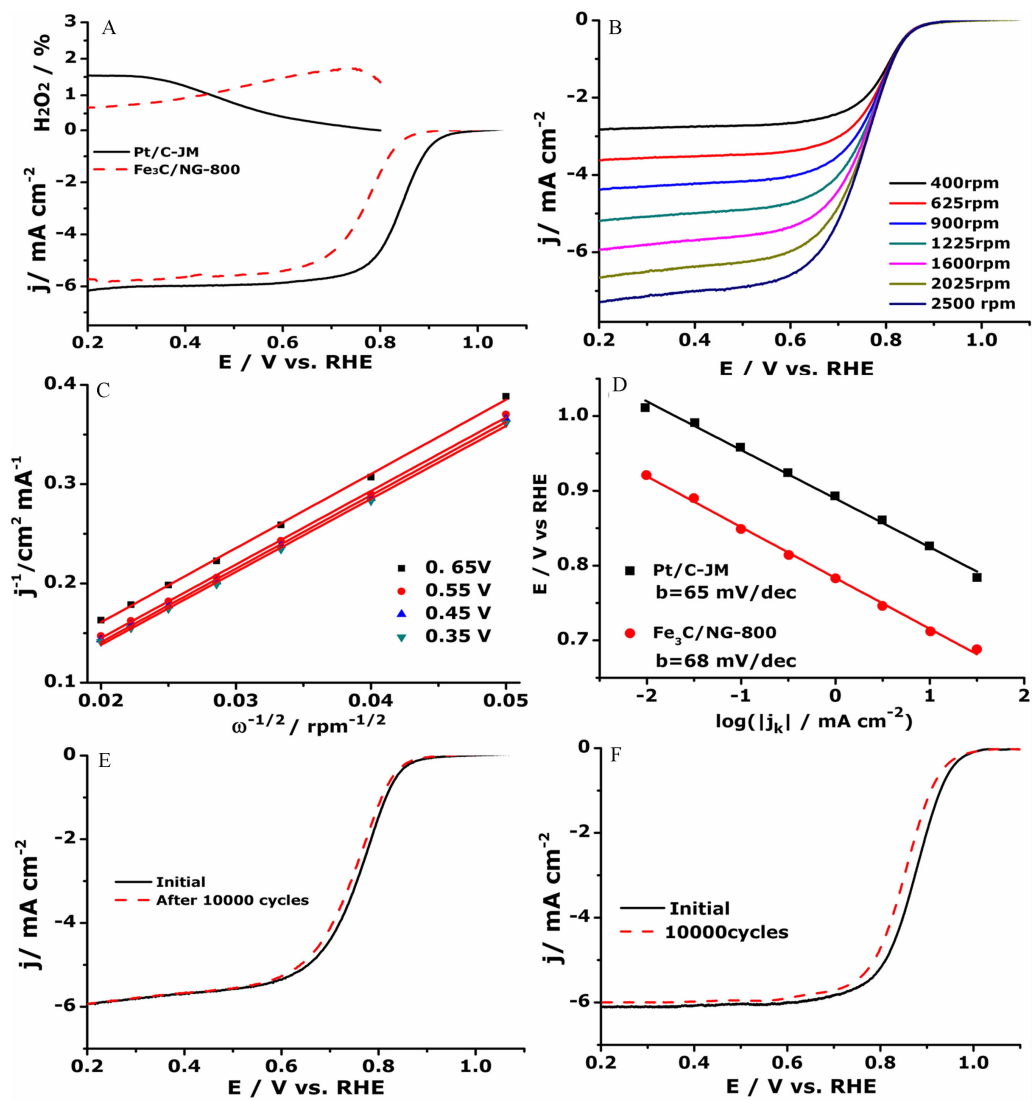 A
H₂O₂ / %
3
2
1
0
Pt/C-JM
Fe₃C/NG-800
j/ mA cm⁻²
-2
-4
-6
0.2 0.4 0.6 0.8 1.0
E / V vs. RHE
B
j/ mA cm⁻²
0
-2
-4
-6
400rpm
625rpm
900rpm
1225rpm
1600rpm
2025rpm
2500 rpm
0.2 0.4 0.6 0.8 1.0
E / V vs. RHE
C
j⁻¹/cm² mA⁻¹
0.4
0.3
0.2
0.1
0. 65V
0.55 V
0.45 V
0.35 V
0.02 0.03 0.04 0.05
ω⁻¹/² / rpm⁻¹/²
D
E / V vs RHE
1.0
0.9
0.8
0.7
Pt/C-JM
b=65 mV/dec
Fe₃C/NG-800
b=68 mV/dec
-2 -1 0 1 2
log(|jₖ| / mA cm⁻²)
E
j/ mA cm⁻²
0
-2
-4
-6
Initial
After 10000 cycles
0.2 0.4 0.6 0.8 1.0
E / V vs. RHE
F
j/ mA cm⁻²
0
-2
-4
-6
Initial
10000cycles
0.2 0.4 0.6 0.8 1.0
E / V vs. RHE